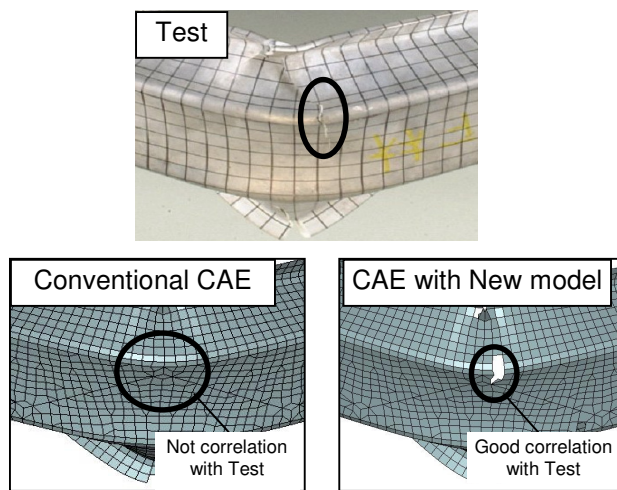 Test
Conventional CAE
Not correlation
with Test
CAE with New model
Good correlation
with Test